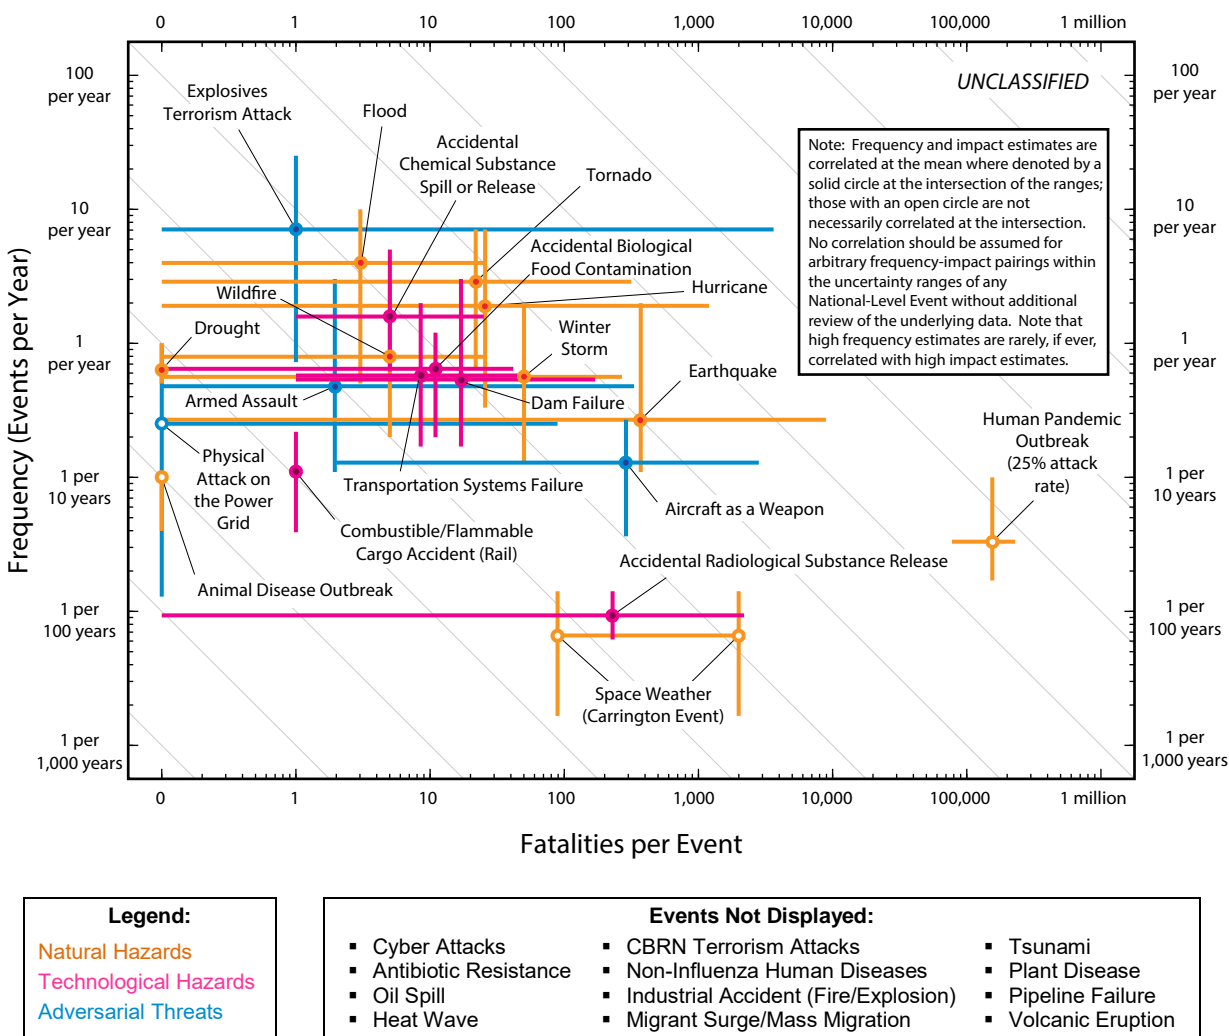 0 1 10 100 1,000 10,000 100,000 1 million
UNCLASSIFIED
100
per year
10
per year
1
per year
1 per
10 years
1 per
100 years
1 per
1,000 years
Frequency (Events per Year)
Explosives
Terrorism Attack
Flood
Accidental
Chemical Substance
Spill or Release
Tornado
Accidental Biological
Food Contamination
Hurricane
Wildfire
Drought
Winter
Storm
Earthquake
Armed Assault
Dam Failure
Physical
Attack on
the Power
Grid
Transportation Systems Failure
Aircraft as a Weapon
Combustible/Flammable
Cargo Accident (Rail)
Animal Disease Outbreak
Accidental Radiological Substance Release
Space Weather
(Carrington Event)
Human Pandemic
Outbreak
(25% attack
rate)
Note: Frequency and impact estimates are
correlated at the mean where denoted by a
solid circle at the intersection of the ranges;
those with an open circle are not
necessarily correlated at the intersection.
No correlation should be assumed for
arbitrary frequency-impact pairings within
the uncertainty ranges of any
National-Level Event without additional
review of the underlying data. Note that
high frequency estimates are rarely, if ever,
correlated with high impact estimates.
100
per year
10
per year
1
per year
1 per
10 years
1 per
100 years
1 per
1,000 years
0 1 10 100 1,000 10,000 100,000 1 million
Fatalities per Event
Legend:
Natural Hazards
Technological Hazards
Adversarial Threats
Events Not Displayed:
▪ Cyber Attacks
▪ Antibiotic Resistance
▪ Oil Spill
▪ Heat Wave
▪ CBRN Terrorism Attacks
▪ Non-Influenza Human Diseases
▪ Industrial Accident (Fire/Explosion)
▪ Migrant Surge/Mass Migration
▪ Tsunami
▪ Plant Disease
▪ Pipeline Failure
▪ Volcanic Eruption